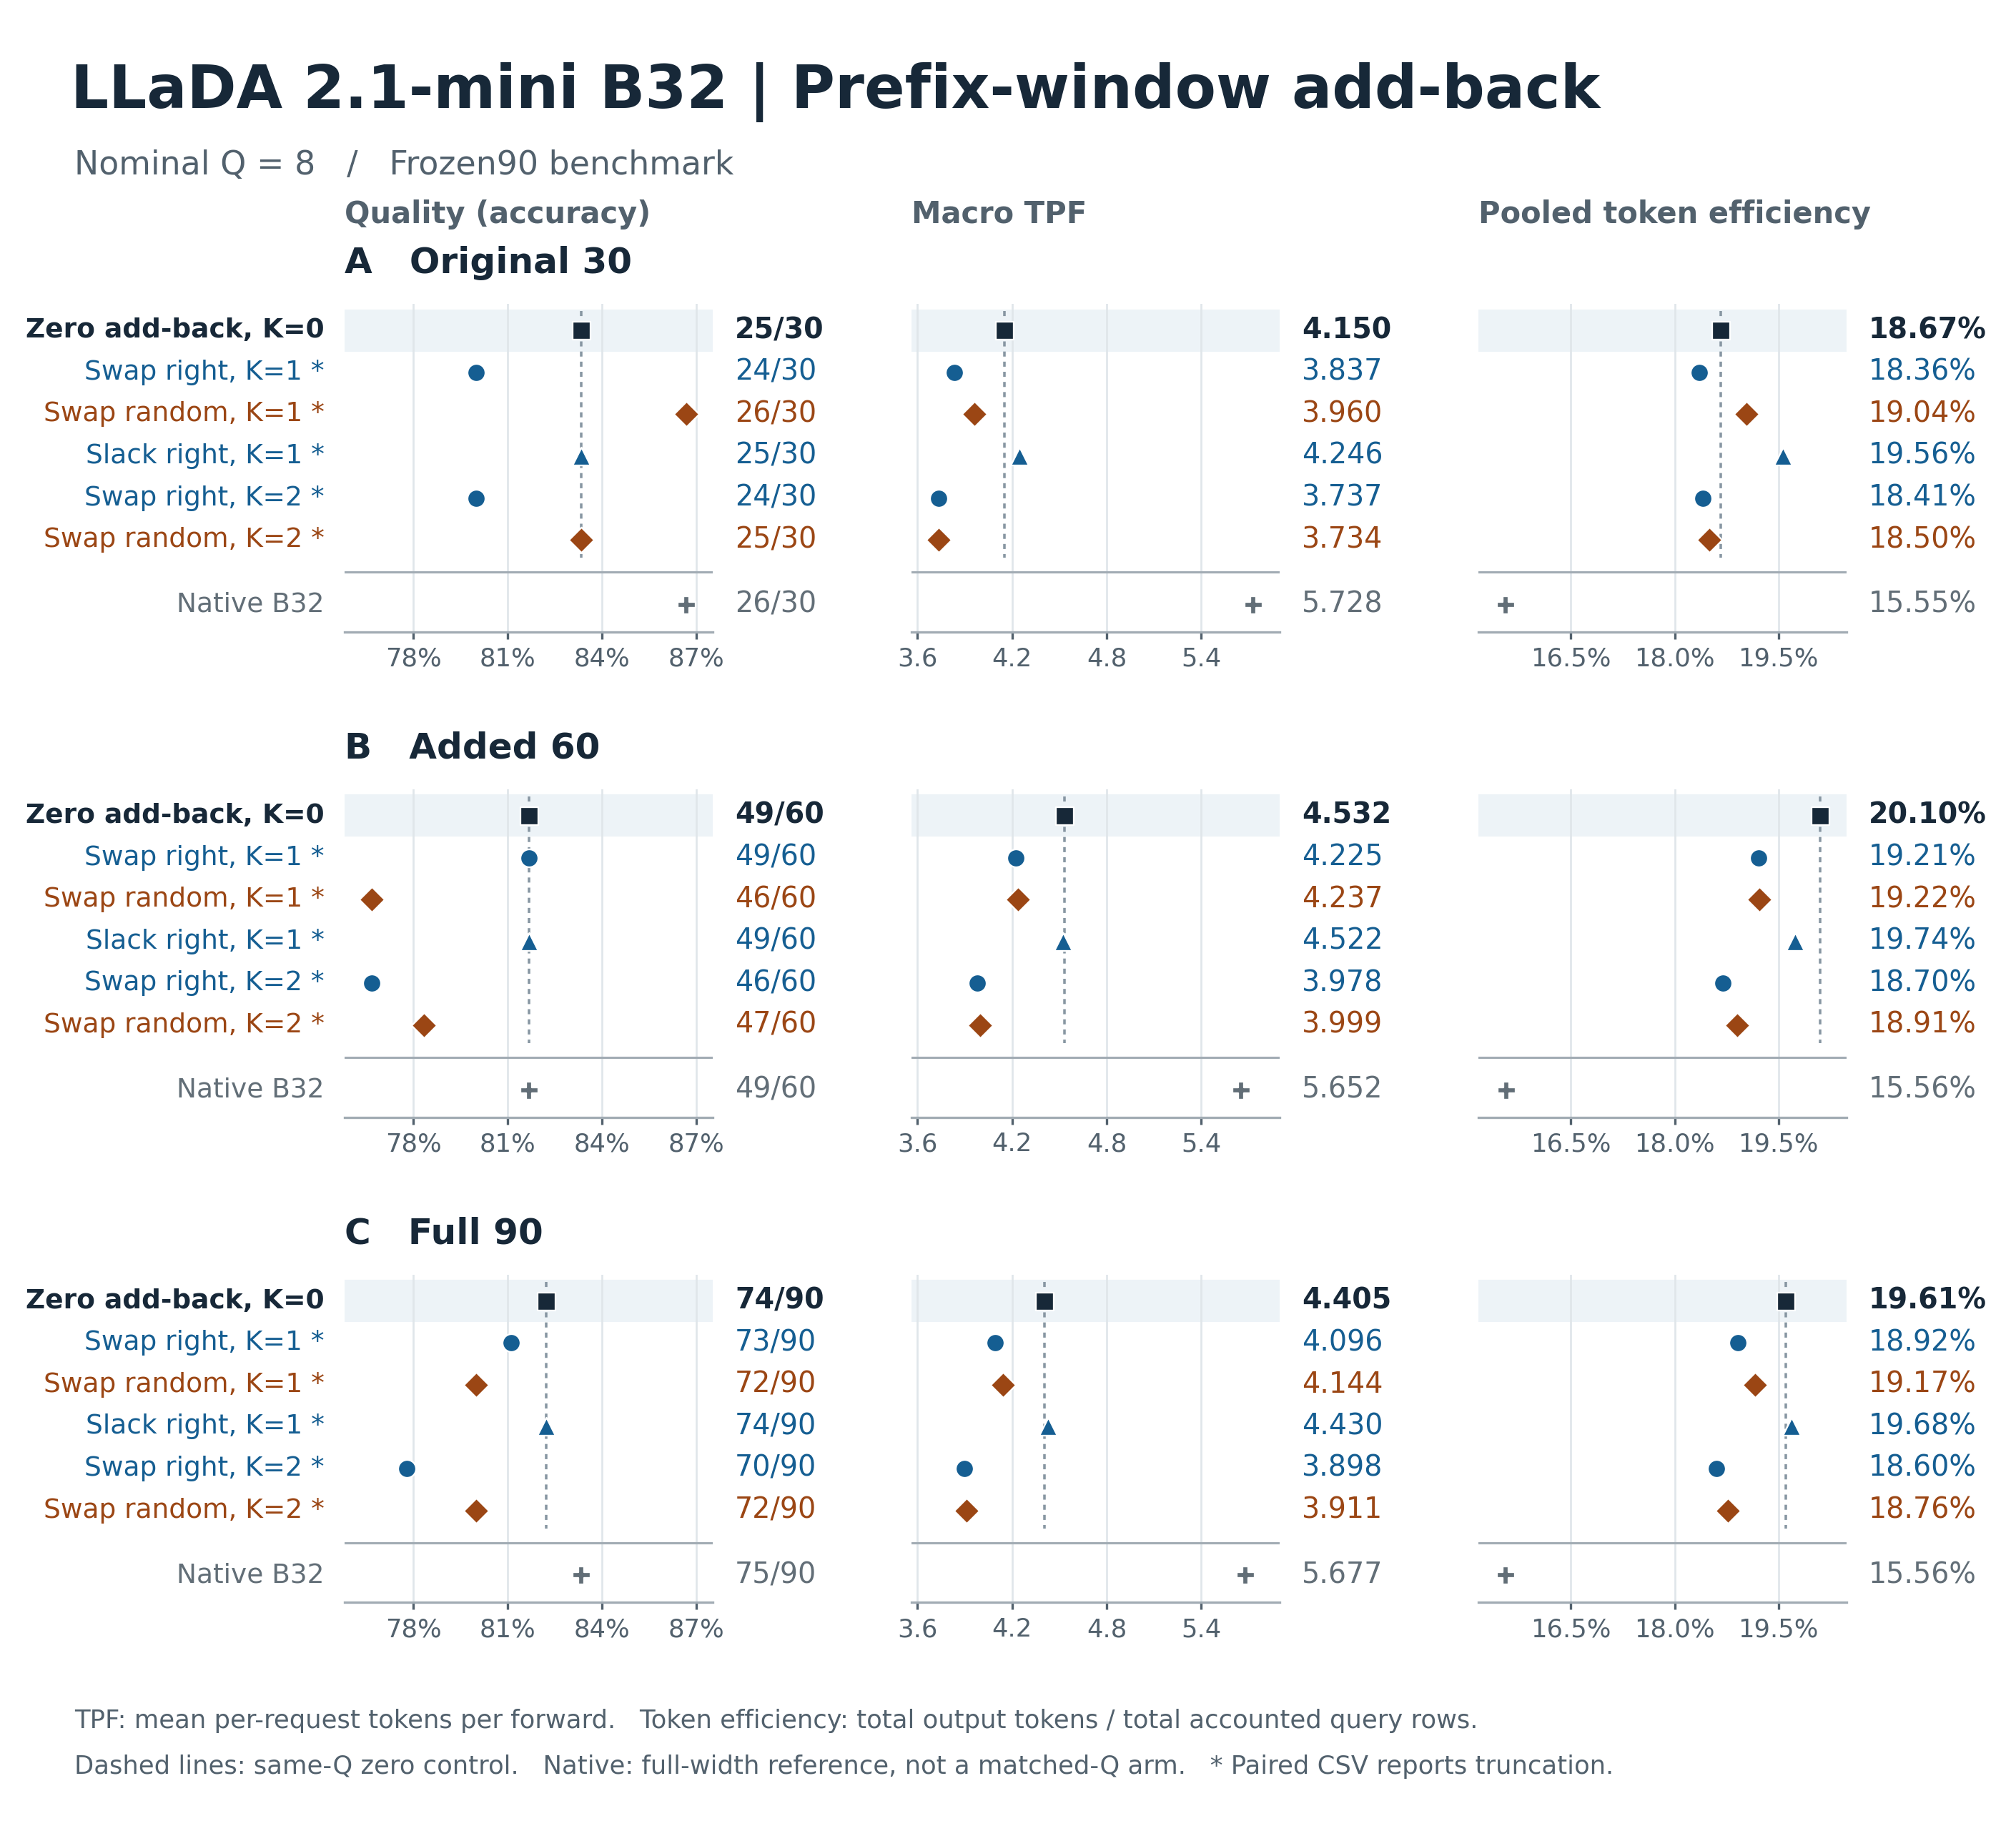 LLaDA 2.1-mini B32 | Prefix-window add-back
Nominal Q = 8 / Frozen90 benchmark
Quality (accuracy) Macro TPF Pooled token efficiency
A Original 30
Zero add-back, K=0 25/30 4.150 18.67%
Swap right, K=1 * 24/30 3.837 18.36%
Swap random, K=1 * 26/30 3.960 19.04%
Slack right, K=1 * 25/30 4.246 19.56%
Swap right, K=2 * 24/30 3.737 18.41%
Swap random, K=2 * 25/30 3.734 18.50%
Native B32 26/30 5.728 15.55%
78% 81% 84% 87% 3.6 4.2 4.8 5.4 16.5% 18.0% 19.5%
B Added 60
Zero add-back, K=0 49/60 4.532 20.10%
Swap right, K=1 * 49/60 4.225 19.21%
Swap random, K=1 * 46/60 4.237 19.22%
Slack right, K=1 * 49/60 4.522 19.74%
Swap right, K=2 * 46/60 3.978 18.70%
Swap random, K=2 * 47/60 3.999 18.91%
Native B32 49/60 5.652 15.56%
78% 81% 84% 87% 3.6 4.2 4.8 5.4 16.5% 18.0% 19.5%
C Full 90
Zero add-back, K=0 74/90 4.405 19.61%
Swap right, K=1 * 73/90 4.096 18.92%
Swap random, K=1 * 72/90 4.144 19.17%
Slack right, K=1 * 74/90 4.430 19.68%
Swap right, K=2 * 70/90 3.898 18.60%
Swap random, K=2 * 72/90 3.911 18.76%
Native B32 75/90 5.677 15.56%
78% 81% 84% 87% 3.6 4.2 4.8 5.4 16.5% 18.0% 19.5%
TPF: mean per-request tokens per forward. Token efficiency: total output tokens / total accounted query rows.
Dashed lines: same-Q zero control. Native: full-width reference, not a matched-Q arm. * Paired CSV reports truncation.